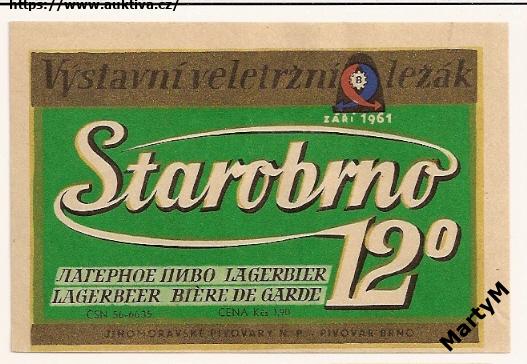 https://www.auktiva.cz/
Výstavní veletržní ležák
B
ZÁŘÍ 1961
Starobrno
12°
ЛАГЕРНОЕ ПИВО LAGERBIER
LAGERBEER BIÈRE DE GARDE
ČSN 56-6635 CENA Kčs 1,90
JIHOMORAVSKÉ PIVOVARY N. P. - PIVOVAR BRNO
MartyM